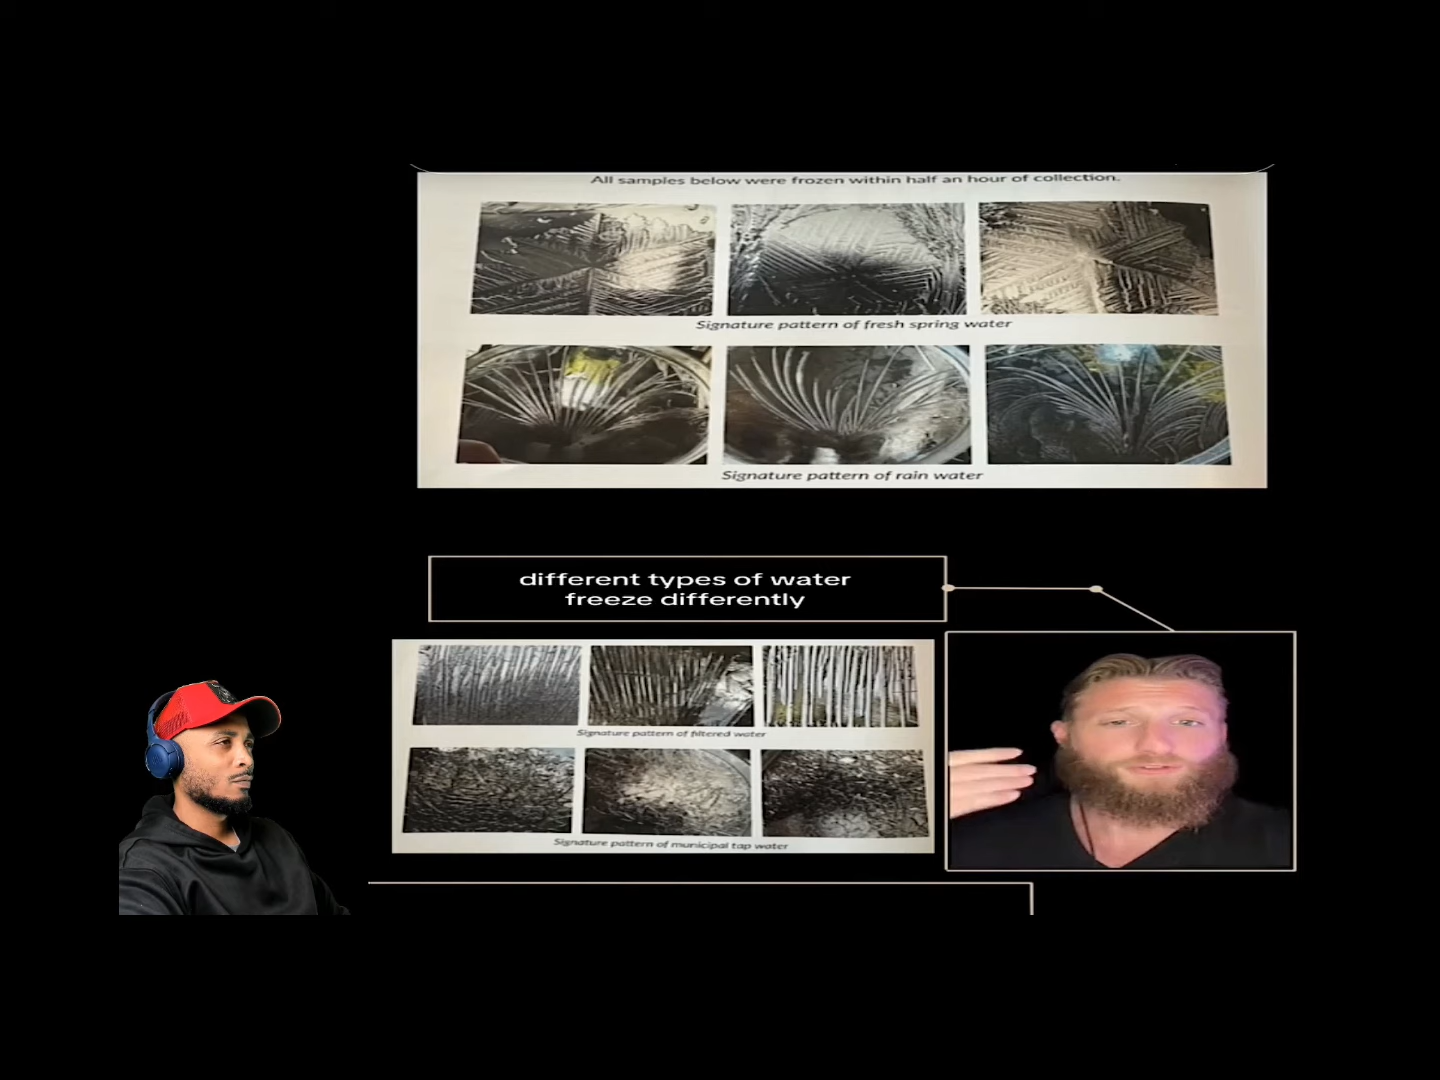 All samples below were frozen within half an hour of collection.
Signature pattern of fresh spring water
Signature pattern of rain water
different types of water
freeze differently
Signature pattern of filtered water
Signature pattern of municipal tap water